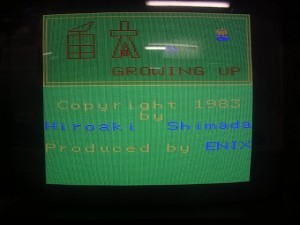 GROWING UP
Copyright 1983
by
Hiroaki Shimada
Produced by ENIX